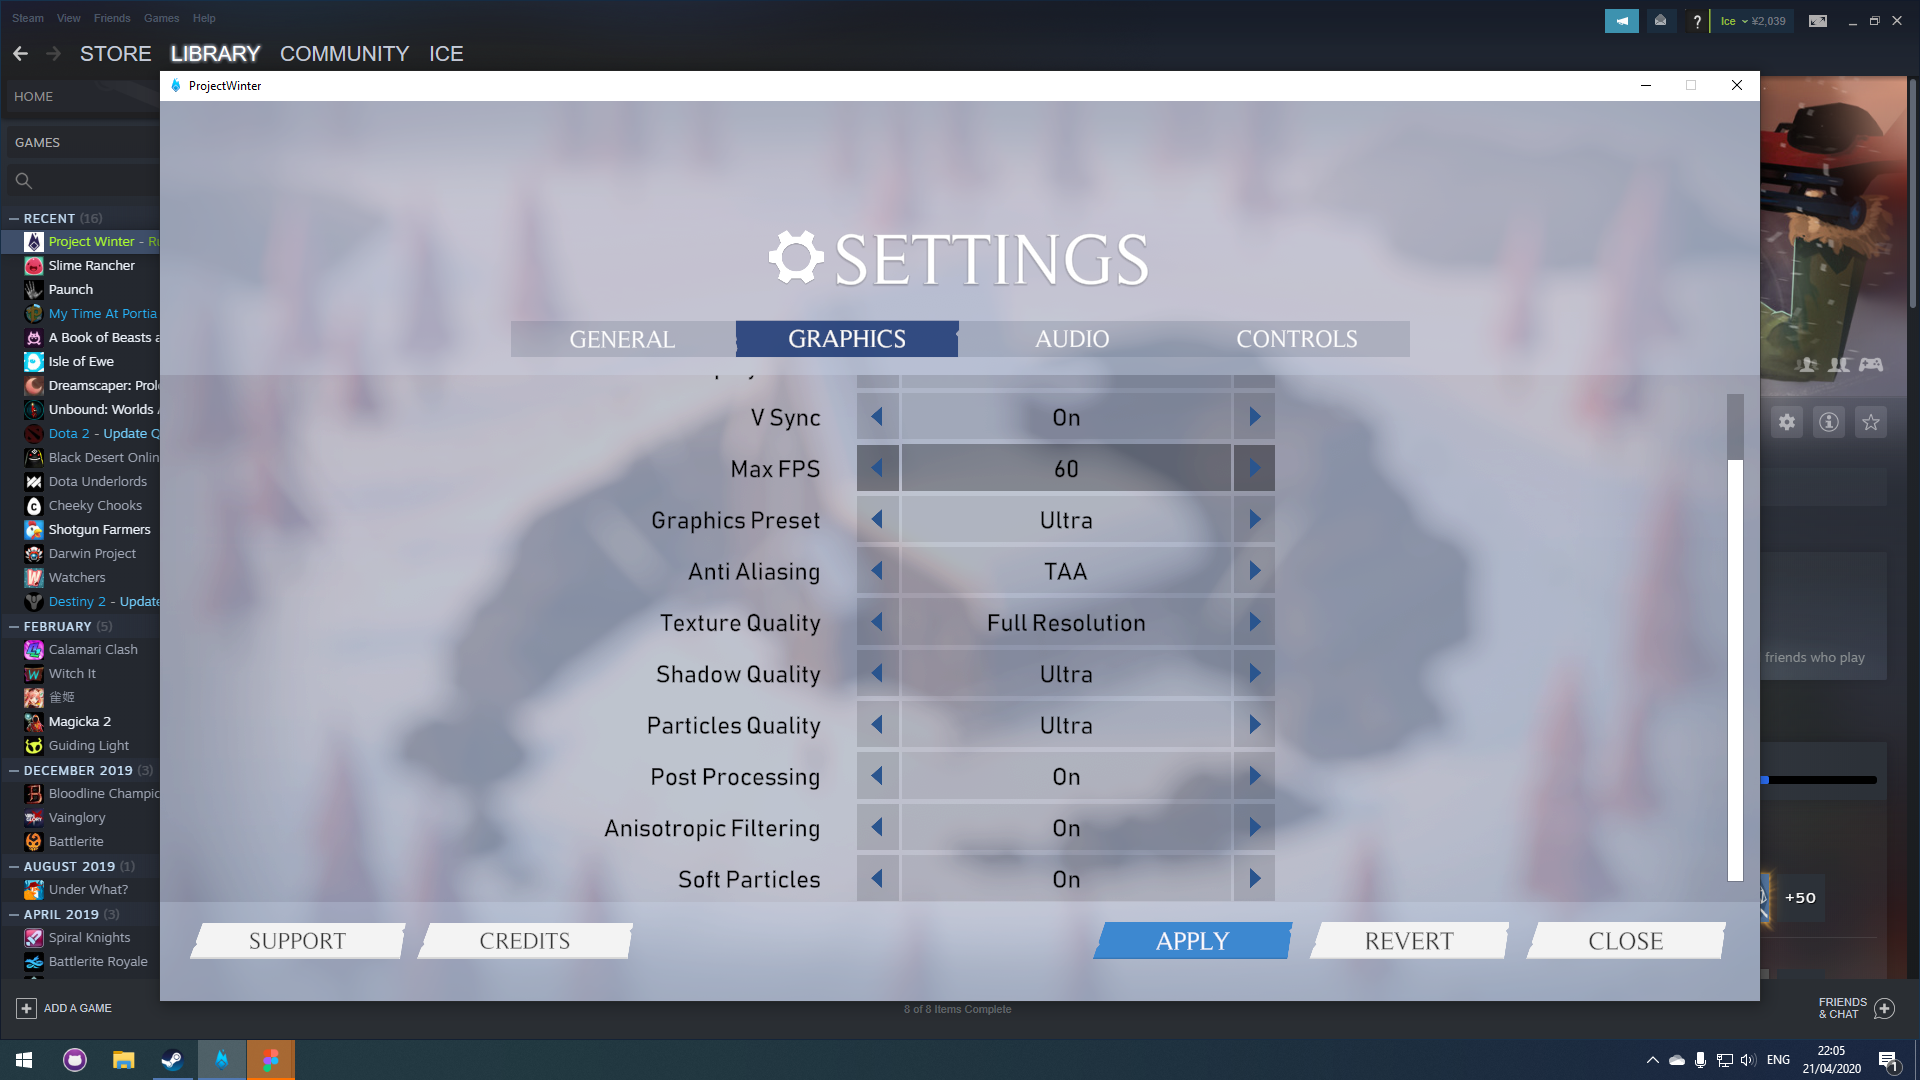 Steam View Friends Games Help
? Ice ¥2,039
STORE LIBRARY COMMUNITY ICE
ProjectWinter
HOME
GAMES
RECENT (16)
Project Winter - Ru
Slime Rancher
Paunch
My Time At Portia
A Book of Beasts a
Isle of Ewe
Dreamscaper: Prol
Unbound: Worlds A
Dota 2 - Update Q
Black Desert Onlin
Dota Underlords
Cheeky Chooks
Shotgun Farmers
Darwin Project
Watchers
Destiny 2 - Update
FEBRUARY (5)
Calamari Clash
Witch It
雀姬
Magicka 2
Guiding Light
DECEMBER 2019 (3)
Bloodline Champic
Vainglory
Battlerite
AUGUST 2019 (1)
Under What?
APRIL 2019 (3)
Spiral Knights
Battlerite Royale
ADD A GAME
SETTINGS
GENERAL GRAPHICS AUDIO CONTROLS
V Sync On
Max FPS 60
Graphics Preset Ultra
Anti Aliasing TAA
Texture Quality Full Resolution
Shadow Quality Ultra
Particles Quality Ultra
Post Processing On
Anisotropic Filtering On
Soft Particles On
SUPPORT CREDITS APPLY REVERT CLOSE
friends who play
+50
8 of 8 Items Complete
FRIENDS
& CHAT
ENG
22:05
21/04/2020
1